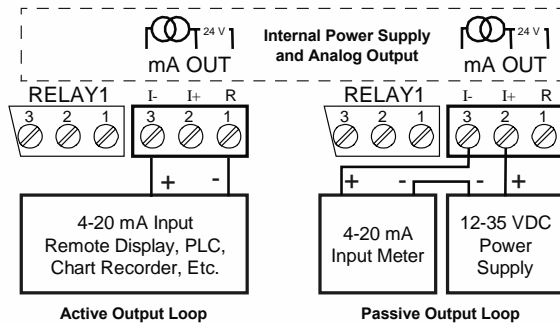 24 V
mA OUT
Internal Power Supply
and Analog Output
24 V
mA OUT
RELAY1
I- I+ R
3 2 1
3 2 1
+ -
4-20 mA Input
Remote Display, PLC,
Chart Recorder, Etc.
Active Output Loop
RELAY1
I- I+ R
3 2 1
3 2 1
+ - - +
4-20 mA
Input Meter
12-35 VDC
Power
Supply
Passive Output Loop